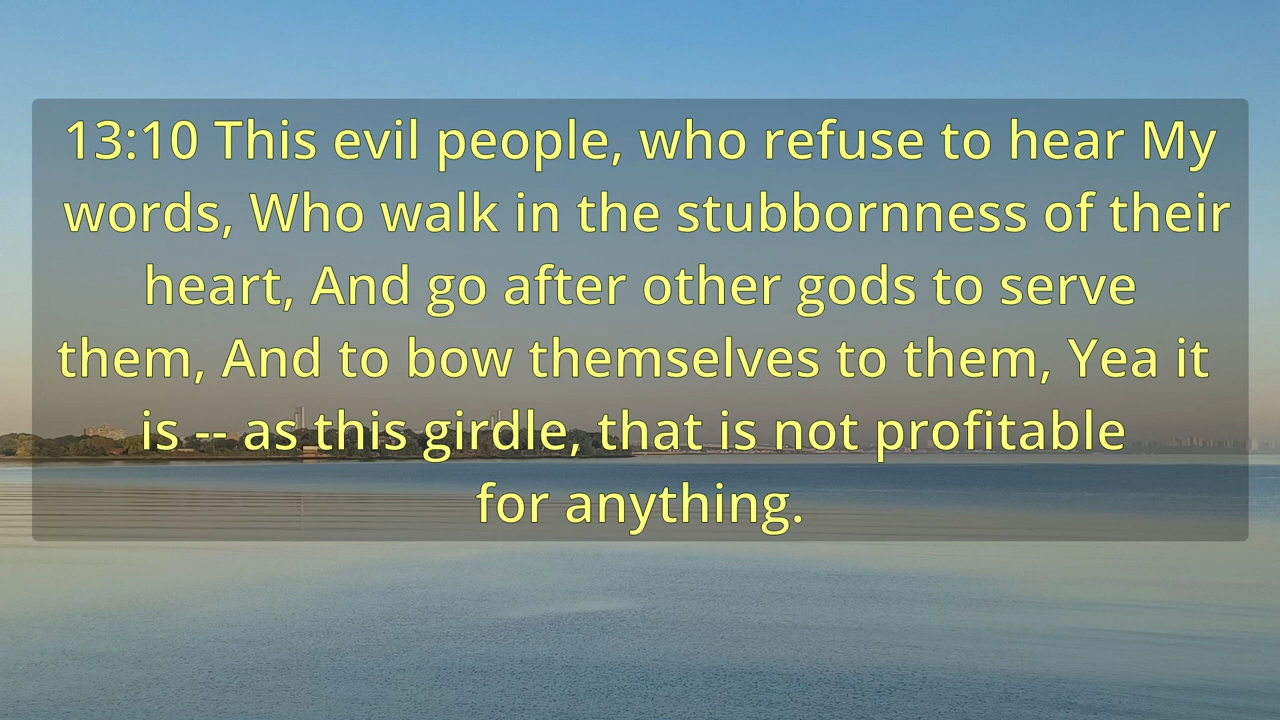 13:10 This evil people, who refuse to hear My
words, Who walk in the stubbornness of their
heart, And go after other gods to serve
them, And to bow themselves to them, Yea it
is -- as this girdle, that is not profitable
for anything.